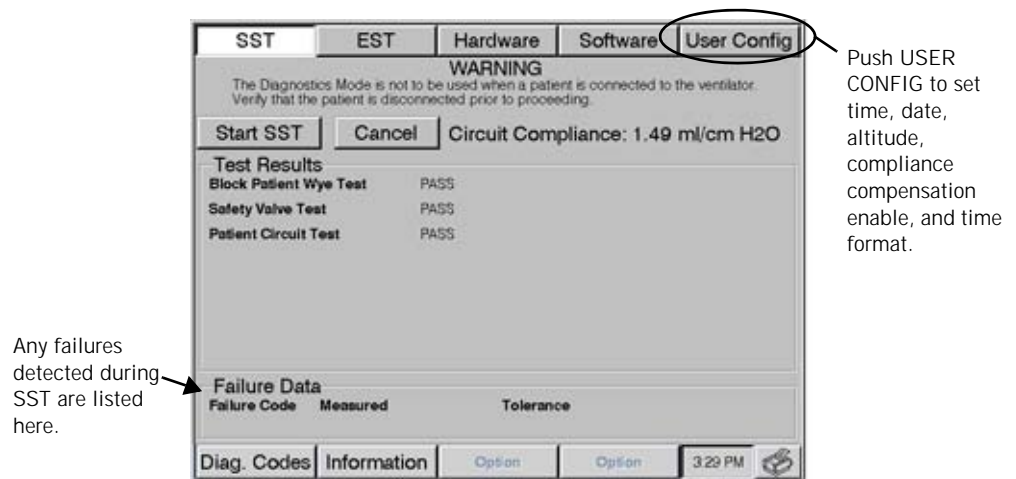 SST EST Hardware Software User Config
WARNING
The Diagnostics Mode is not to be used when a patient is connected to the ventilator.
Verify that the patient is disconnected prior to proceeding.
Start SST Cancel Circuit Compliance: 1.49 ml/cm H2O
Test Results
Block Patient Wye Test PASS
Safety Valve Test PASS
Patient Circuit Test PASS
Failure Data
Failure Code Measured Tolerance
Diag. Codes Information Option Option 3:29 PM
Push USER
CONFIG to set
time, date,
altitude,
compliance
compensation
enable, and time
format.
Any failures
detected during
SST are listed
here.